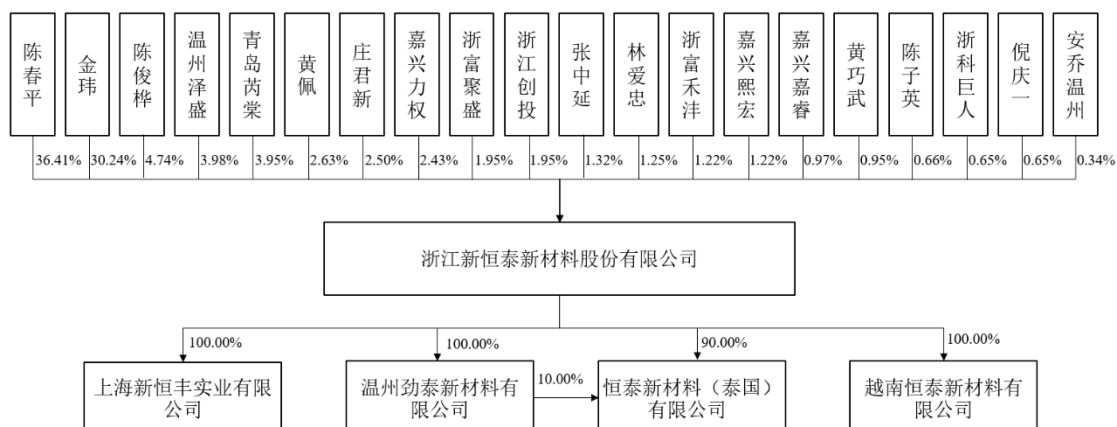 陈春平
金玮
陈俊桦
温州泽盛
青岛芮棠
黄佩
庄君新
嘉兴力权
浙富聚盛
浙江创投
张中延
林爱忠
浙富禾沣
嘉兴熙宏
嘉兴嘉睿
黄巧武
陈子英
浙科巨人
倪庆一
安乔温州
36.41%
30.24%
4.74%
3.98%
3.95%
2.63%
2.50%
2.43%
1.95%
1.95%
1.32%
1.25%
1.22%
1.22%
0.97%
0.95%
0.66%
0.65%
0.65%
0.34%
浙江新恒泰新材料股份有限公司
100.00%
100.00%
90.00%
100.00%
上海新恒丰实业有限
公司
温州劲泰新材料有
限公司
10.00%
恒泰新材料（泰国）
有限公司
越南恒泰新材料有
限公司